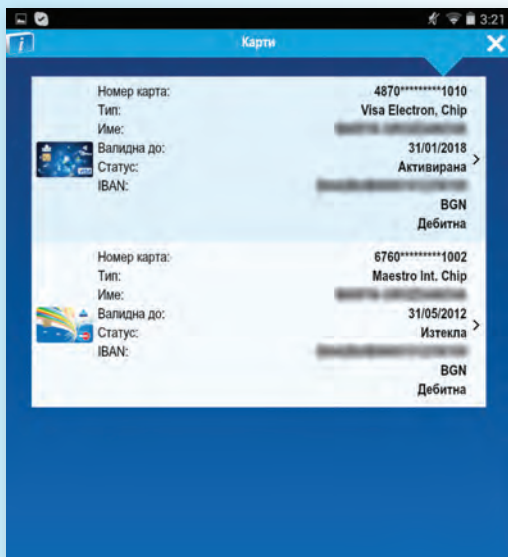 3:21
Карти
Номер карта: 4870*********1010
Тип: Visa Electron, Chip
Име:
Валидна до: 31/01/2018
Статус: Активирана
IBAN:
BGN
Дебитна
Номер карта: 6760*********1002
Тип: Maestro Int. Chip
Име:
Валидна до: 31/05/2012
Статус: Изтекла
IBAN:
BGN
Дебитна